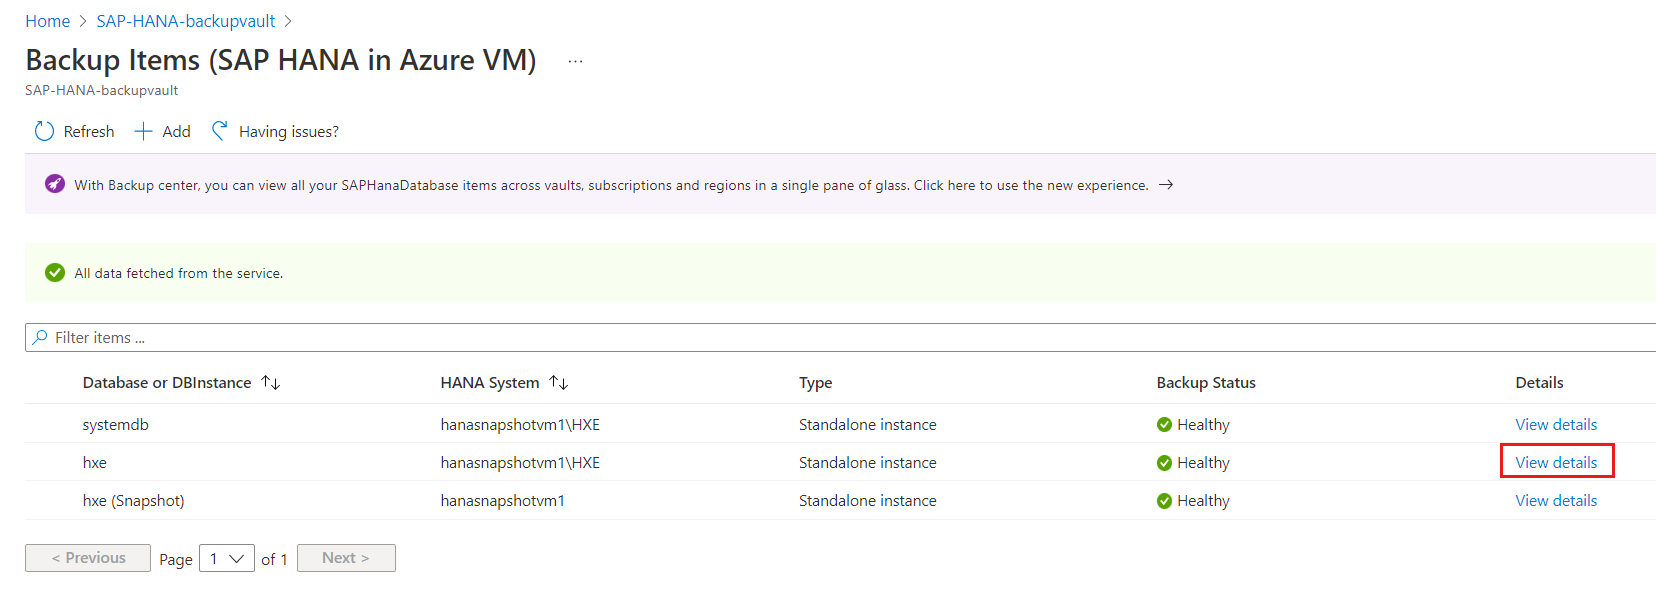 Home > SAP-HANA-backupvault >
Backup Items (SAP HANA in Azure VM) ...
SAP-HANA-backupvault
Refresh + Add Having issues?
With Backup center, you can view all your SAPHanaDatabase items across vaults, subscriptions and regions in a single pane of glass. Click here to use the new experience. →
All data fetched from the service.
Filter items ...
Database or DBInstance ↑↓ HANA System ↑↓ Type Backup Status Details
systemdb hanasnapshotvm1\HXE Standalone instance Healthy View details
hxe hanasnapshotvm1\HXE Standalone instance Healthy View details
hxe (Snapshot) hanasnapshotvm1 Standalone instance Healthy View details
< Previous Page 1 of 1 Next >